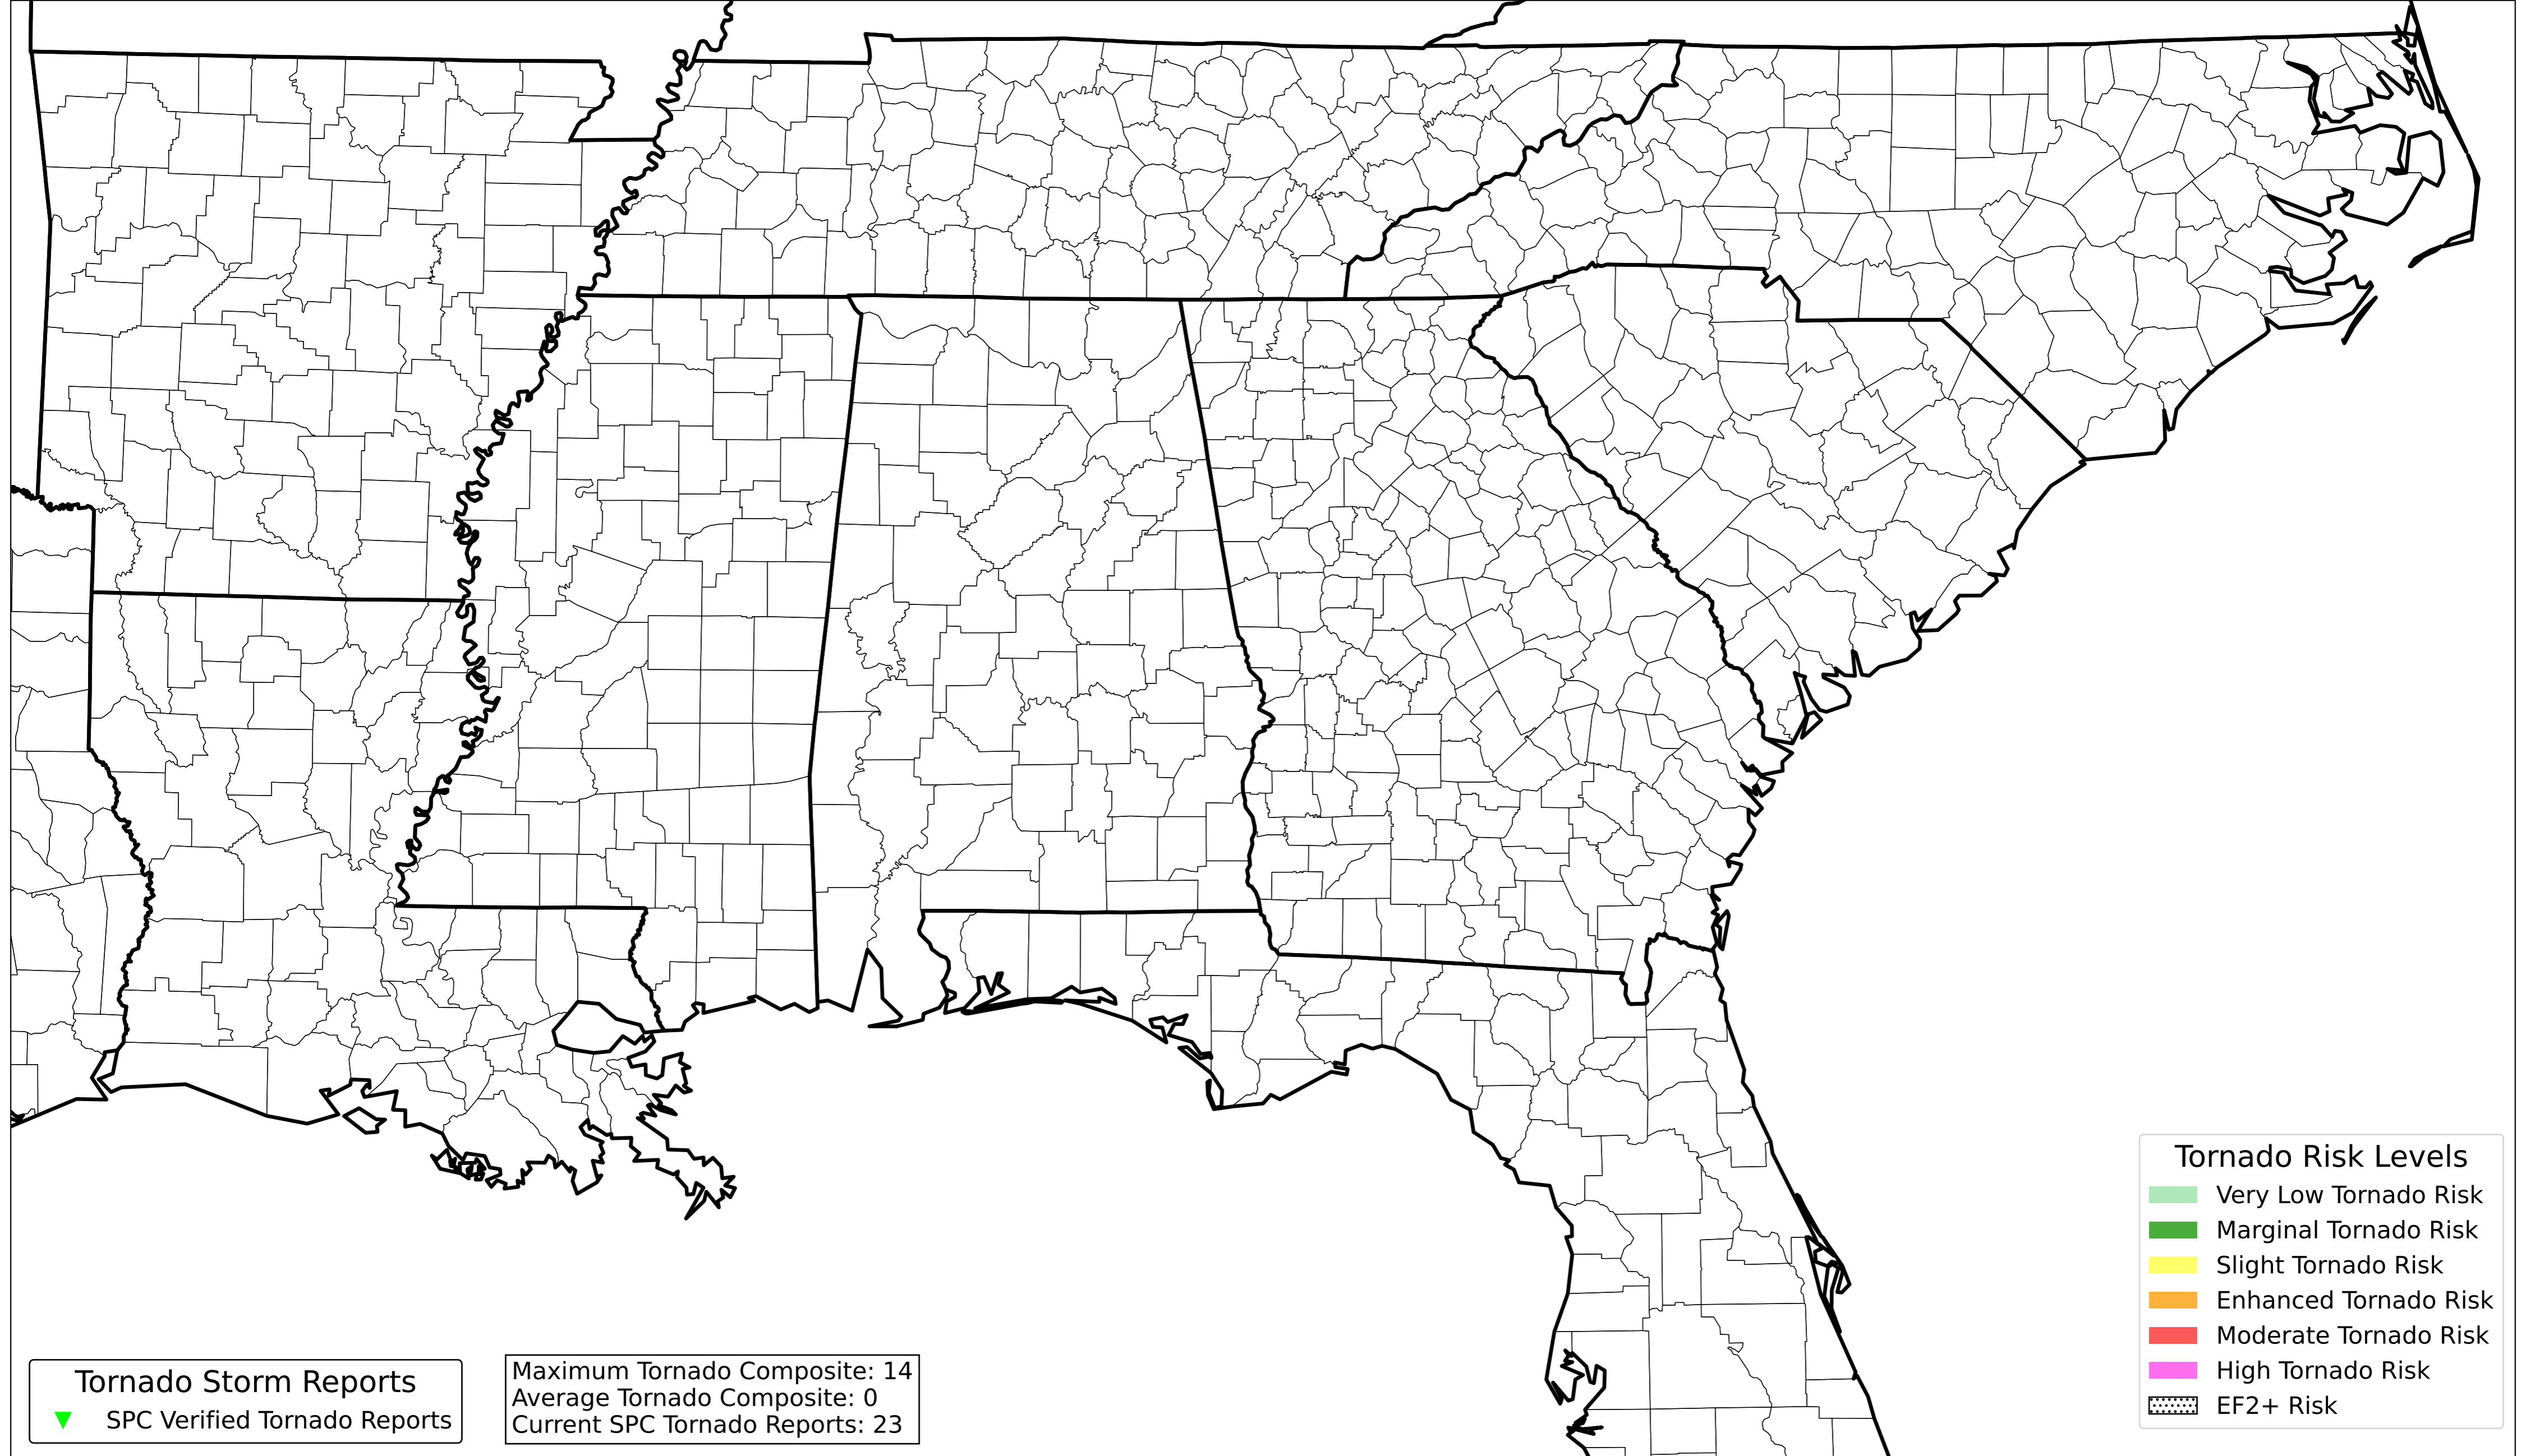 Tornado Storm Reports
SPC Verified Tornado Reports
Maximum Tornado Composite: 14
Average Tornado Composite: 0
Current SPC Tornado Reports: 23
Tornado Risk Levels
Very Low Tornado Risk
Marginal Tornado Risk
Slight Tornado Risk
Enhanced Tornado Risk
Moderate Tornado Risk
High Tornado Risk
EF2+ Risk